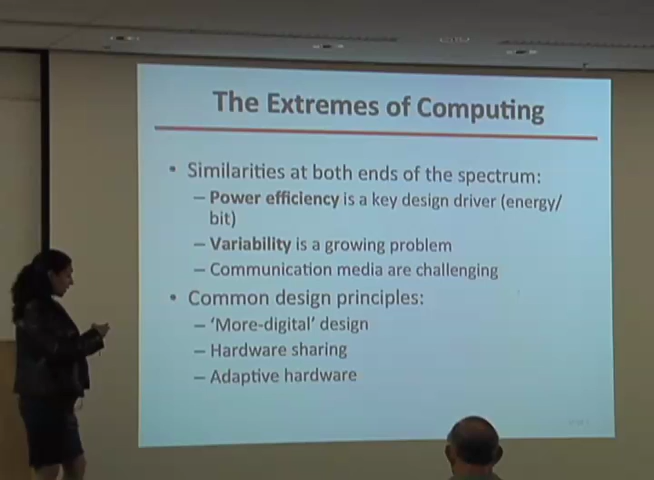 The Extremes of Computing
• Similarities at both ends of the spectrum:
– Power efficiency is a key design driver (energy/
bit)
– Variability is a growing problem
– Communication media are challenging
• Common design principles:
– ‘More-digital’ design
– Hardware sharing
– Adaptive hardware